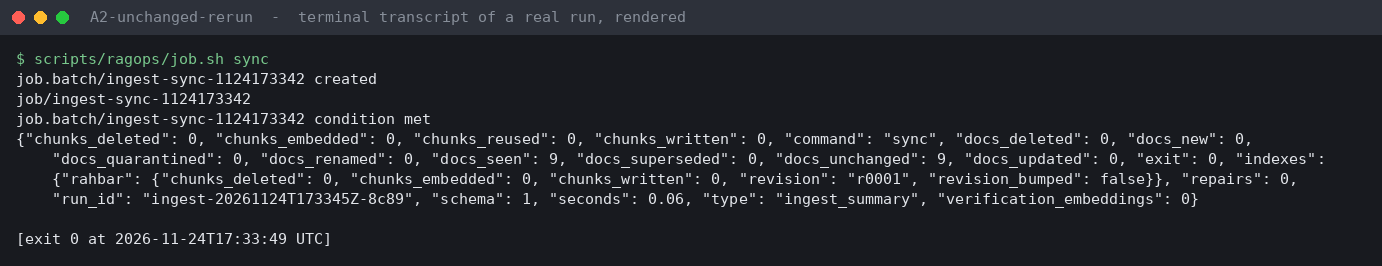 A2-unchanged-rerun - terminal transcript of a real run, rendered
$ scripts/ragops/job.sh sync
job.batch/ingest-sync-1124173342 created
job/ingest-sync-1124173342
job.batch/ingest-sync-1124173342 condition met
{"chunks_deleted": 0, "chunks_embedded": 0, "chunks_reused": 0, "chunks_written": 0, "command": "sync", "docs_deleted": 0, "docs_new": 0,
"docs_quarantined": 0, "docs_renamed": 0, "docs_seen": 9, "docs_superseded": 0, "docs_unchanged": 9, "docs_updated": 0, "exit": 0, "indexes":
{"rahbar": {"chunks_deleted": 0, "chunks_embedded": 0, "chunks_written": 0, "revision": "r0001", "revision_bumped": false}}, "repairs": 0,
"run_id": "ingest-20261124T173345Z-8c89", "schema": 1, "seconds": 0.06, "type": "ingest_summary", "verification_embeddings": 0}
[exit 0 at 2026-11-24T17:33:49 UTC]